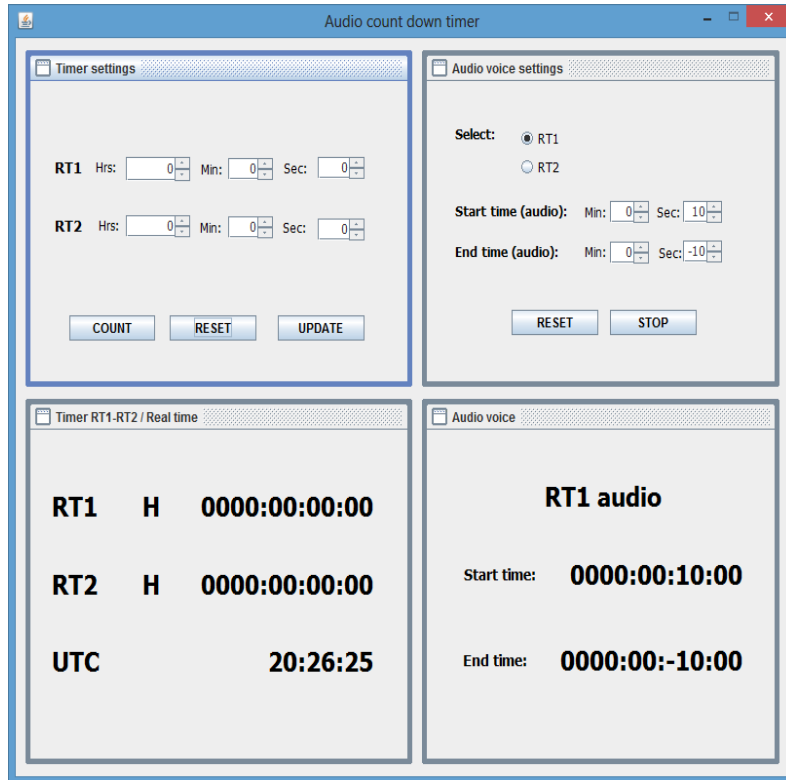 Audio count down timer
Timer settings
RT1 Hrs: 0 Min: 0 Sec: 0
RT2 Hrs: 0 Min: 0 Sec: 0
COUNT RESET UPDATE
Audio voice settings
Select: RT1
RT2
Start time (audio): Min: 0 Sec: 10
End time (audio): Min: 0 Sec: -10
RESET STOP
Timer RT1-RT2 / Real time
RT1 H 0000:00:00:00
RT2 H 0000:00:00:00
UTC 20:26:25
Audio voice
RT1 audio
Start time: 0000:00:10:00
End time: 0000:00:-10:00